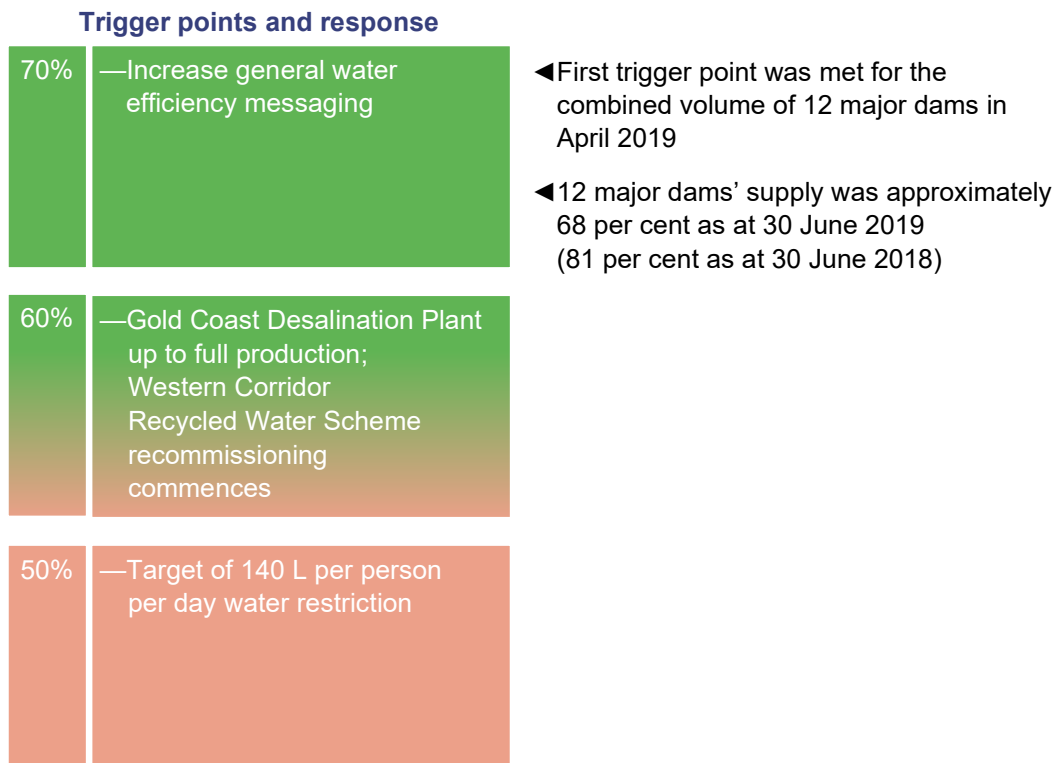 Trigger points and response
70%
—Increase general water
efficiency messaging
◄First trigger point was met for the
combined volume of 12 major dams in
April 2019
◄12 major dams’ supply was approximately
68 per cent as at 30 June 2019
(81 per cent as at 30 June 2018)
60%
—Gold Coast Desalination Plant
up to full production;
Western Corridor
Recycled Water Scheme
recommissioning
commences
50%
—Target of 140 L per person
per day water restriction